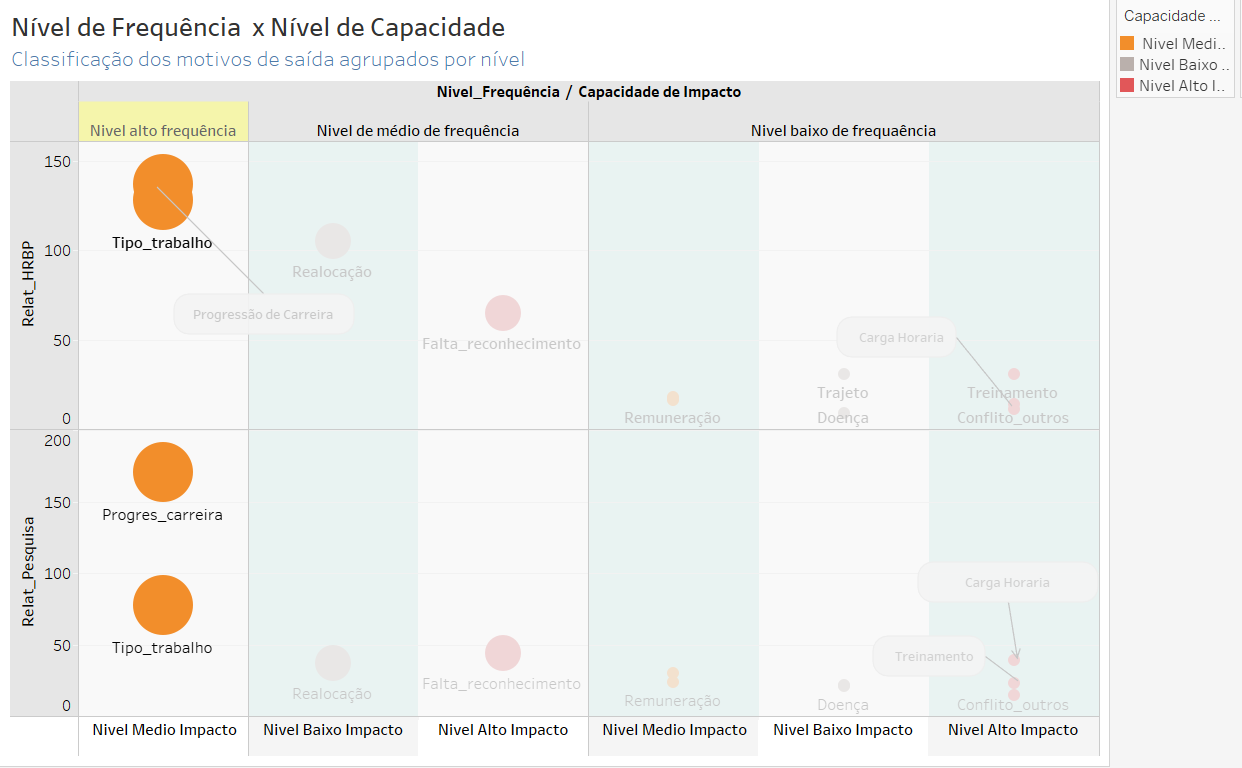 Nível de Frequência x Nível de Capacidade
Classificação dos motivos de saída agrupados por nível
Capacidade ...
Nivel Medi..
Nivel Baixo ..
Nivel Alto I..
Nivel_Frequência / Capacidade de Impacto
Nivel alto frequência
Nivel de médio de frequência
Nivel baixo de frequaência
Relat_HRBP
150
100
50
0
Tipo_trabalho
Progressão de Carreira
Realocação
Falta_reconhecimento
Remuneração
Trajeto
Doença
Carga Horaria
Treinamento
Conflito_outros
Relat_Pesquisa
200
150
100
50
0
Progres_carreira
Tipo_trabalho
Realocação
Falta_reconhecimento
Remuneração
Doença
Carga Horaria
Treinamento
Conflito_outros
Nivel Medio Impacto
Nivel Baixo Impacto
Nivel Alto Impacto
Nivel Medio Impacto
Nivel Baixo Impacto
Nivel Alto Impacto